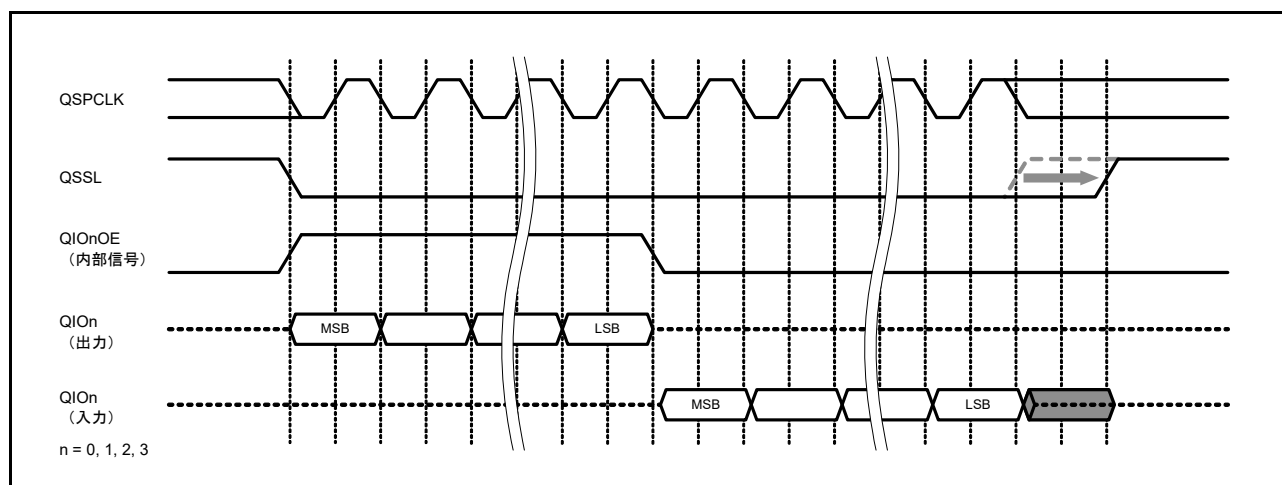 QSPCLK
QSSL
QIOnOE
（内部信号）
QIOn
（出力）
MSB
LSB
QIOn
（入力）
MSB
LSB
n = 0, 1, 2, 3